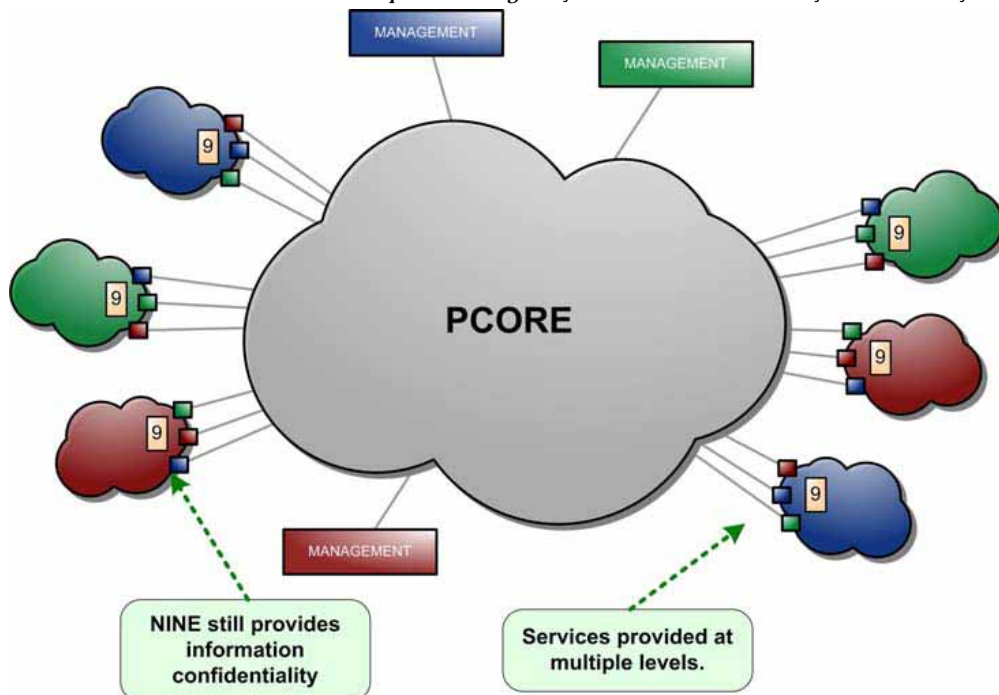 MANAGEMENT
MANAGEMENT
9
9
9
9
PCORE
9
9
MANAGEMENT
NINE still provides
information
confidentiality
Services provided at
multiple levels.